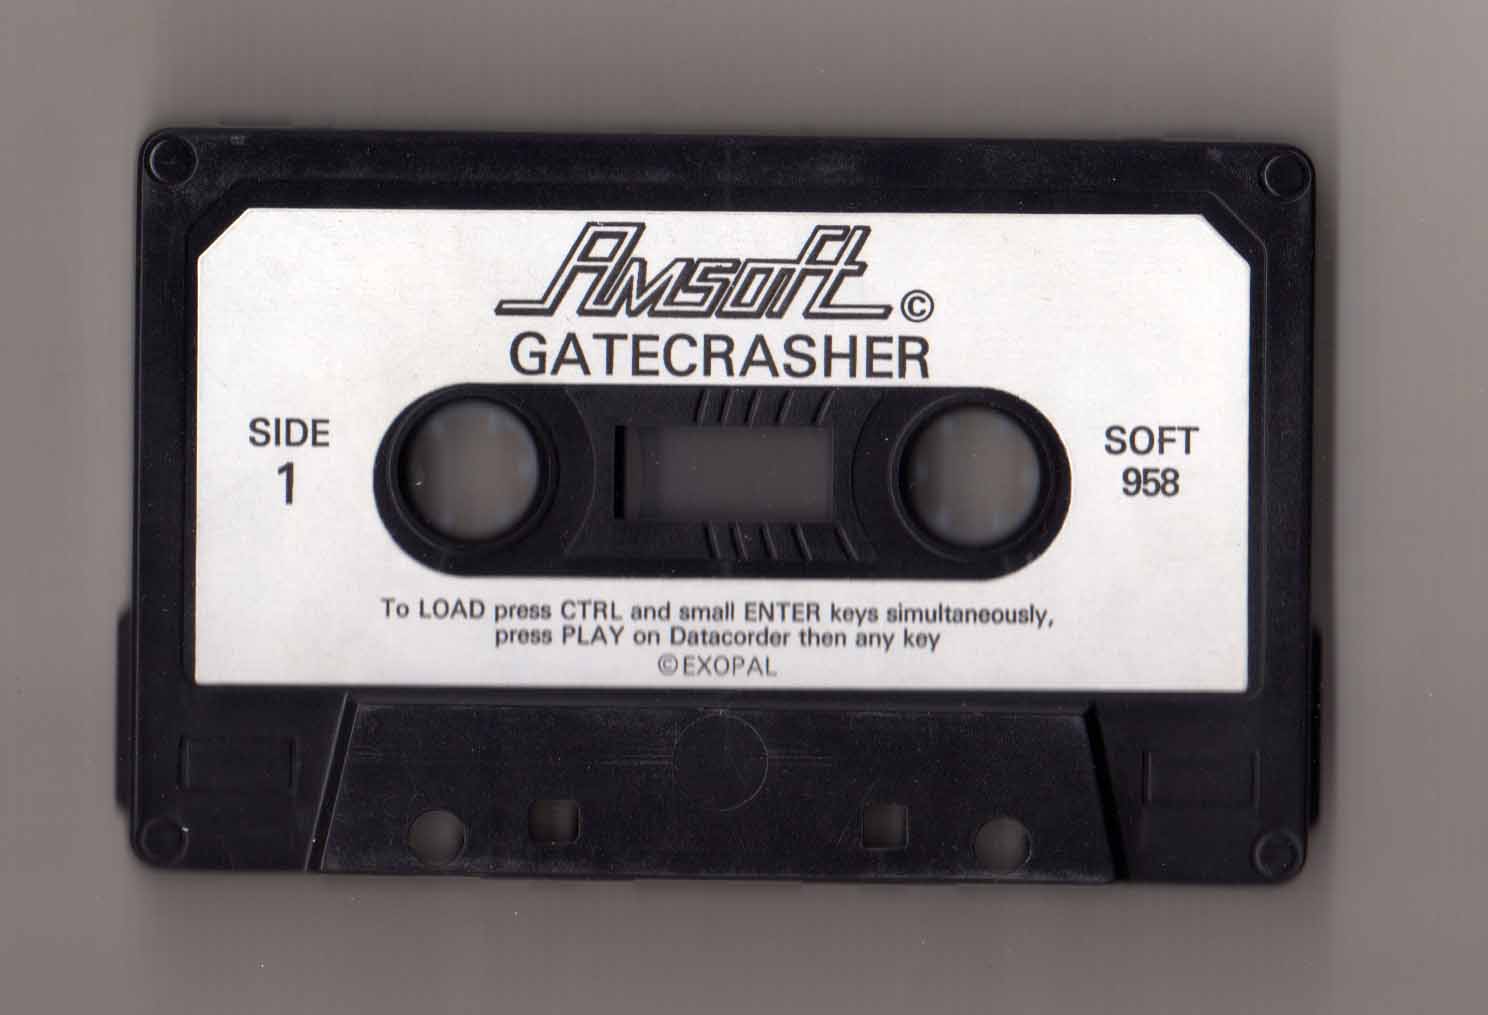 Amsoft ©
GATECRASHER
SIDE
1
SOFT
958
To LOAD press CTRL and small ENTER keys simultaneously,
press PLAY on Datacorder then any key
©EXOPAL